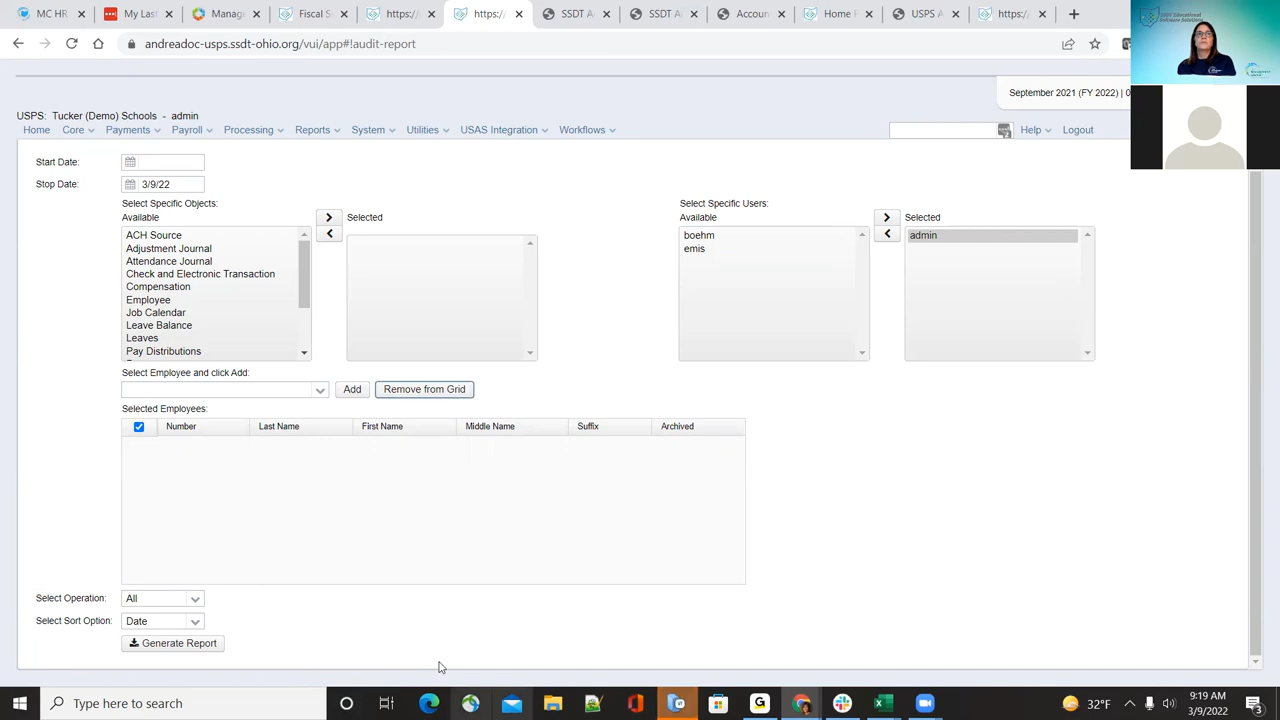 MC HR
My Las
Manag
Fiscal S
https:/
https:/
USPS
SSDT Educational
Software Solutions
andreadoc-usps.ssdt-ohio.org/vui/app#!audit-report
September 2021 (FY 2022) | 0
USPS: Tucker (Demo) Schools - admin
Home Core Payments Payroll Processing Reports System Utilities USAS Integration Workflows Help Logout
Start Date:
Stop Date: 3/9/22
Select Specific Objects: Select Specific Users:
Available Selected Available Selected
ACH Source boehm admin
Adjustment Journal emis
Attendance Journal
Check and Electronic Transaction
Compensation
Employee
Job Calendar
Leave Balance
Leaves
Pay Distributions
Select Employee and click Add:
Add Remove from Grid
Selected Employees:
Number Last Name First Name Middle Name Suffix Archived
Select Operation: All
Select Sort Option: Date
Generate Report
Type here to search
32°F
9:19 AM
3/9/2022
3